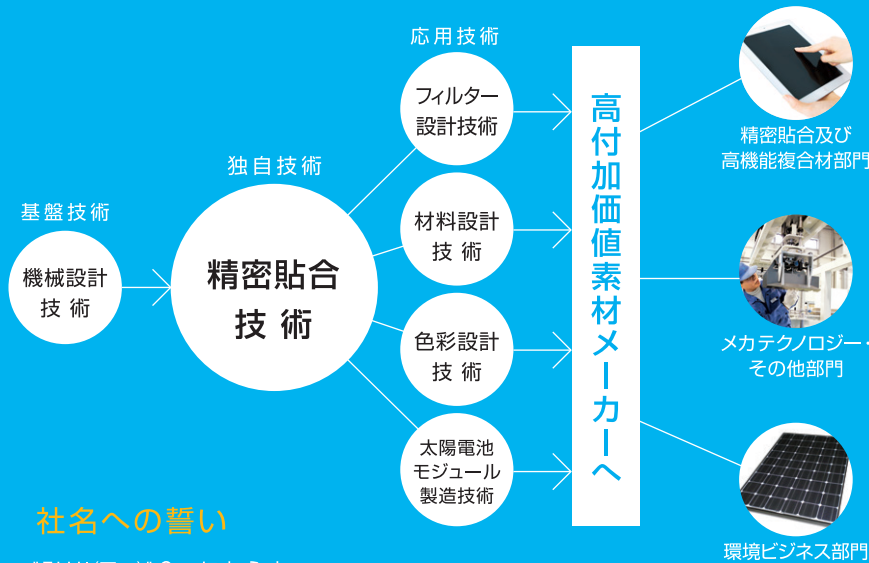 基盤技術
機械設計
技 術
独自技術
精密貼合
技 術
応用技術
フィルター
設計技術
材料設計
技 術
色彩設計
技 術
太陽電池
モジュール
製造技術
高付加価値素材メーカーへ
精密貼合及び
高機能複合材部門
メカテクノロジー・
その他部門
環境ビジネス部門
社名への誓い